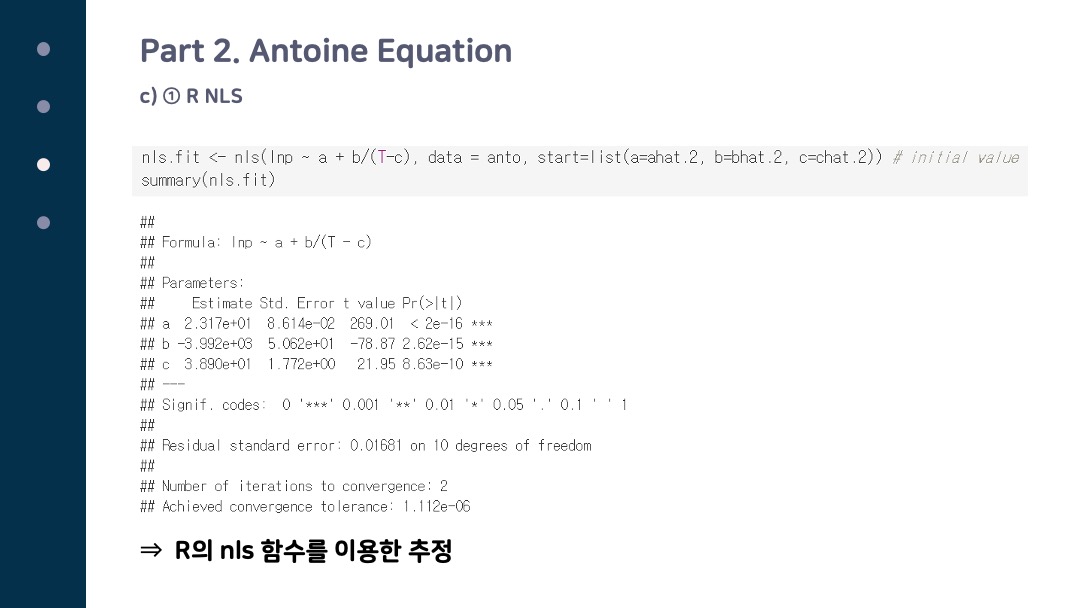 Part 2. Antoine Equation
c) ① R NLS
nls.fit <- nls(lnp ~ a + b/(T-c), data = anto, start=list(a=ahat.2, b=bhat.2, c=chat.2)) # initial value
summary(nls.fit)
##
## Formula: lnp ~ a + b/(T - c)
##
## Parameters:
##     Estimate Std. Error t value Pr(>|t|)
## a  2.317e+01  8.614e-02  269.01  < 2e-16 ***
## b -3.992e+03  5.062e+01  -78.87 2.62e-15 ***
## c  3.890e+01  1.772e+00   21.95 8.63e-10 ***
## ---
## Signif. codes:  0 '***' 0.001 '**' 0.01 '*' 0.05 '.' 0.1 ' ' 1
##
## Residual standard error: 0.01681 on 10 degrees of freedom
##
## Number of iterations to convergence: 2
## Achieved convergence tolerance: 1.112e-06
⇒ R의 nls 함수를 이용한 추정